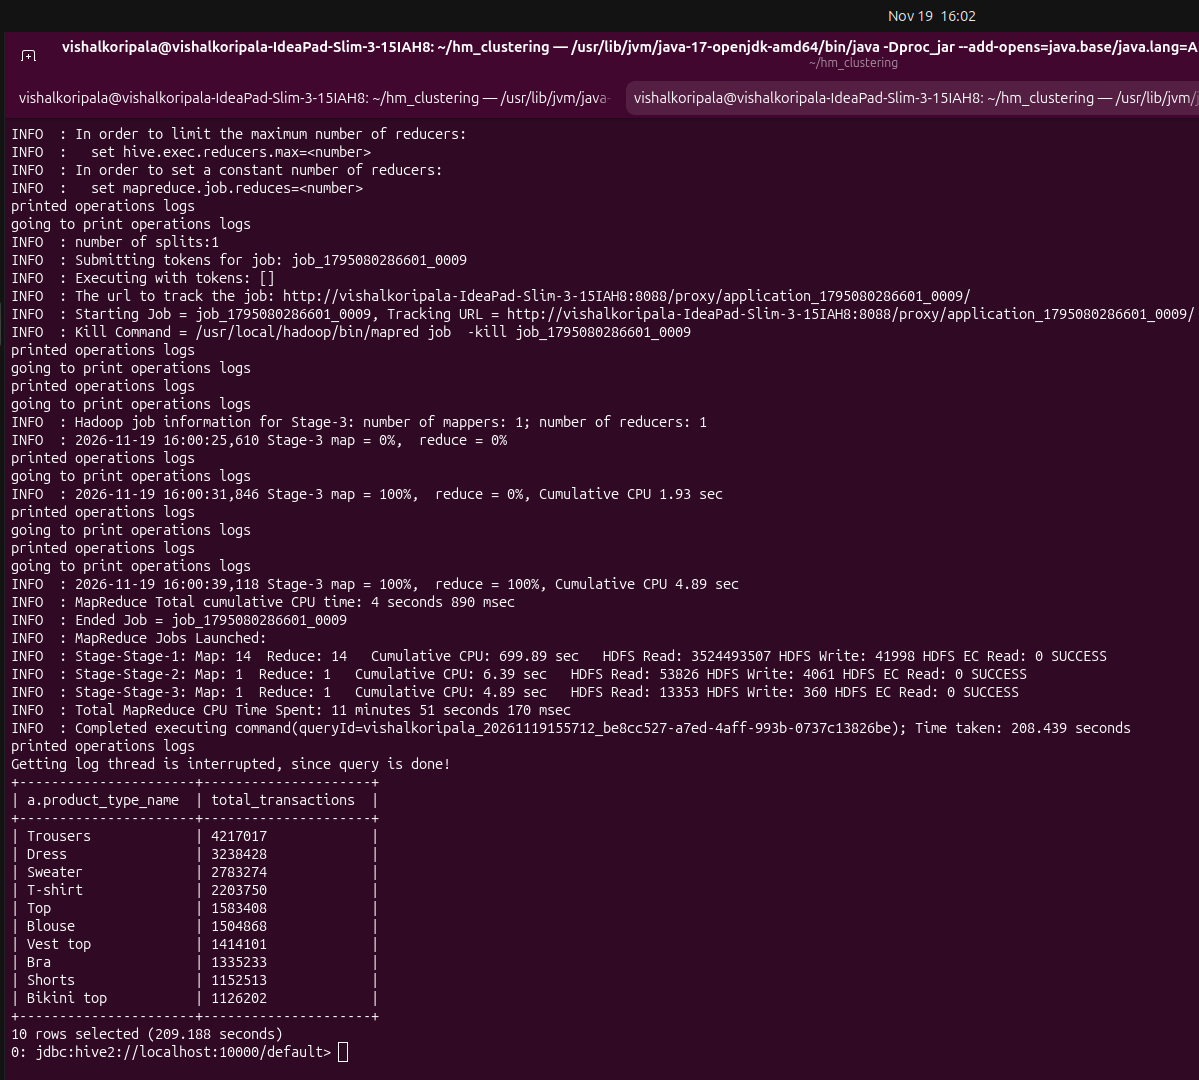 Nov 19 16:02
vishalkoripala@vishalkoripala-IdeaPad-Slim-3-15IAH8: ~/hm_clustering — /usr/lib/jvm/java-17-openjdk-amd64/bin/java -Dproc_jar --add-opens=java.base/java.lang=A
~/hm_clustering
vishalkoripala@vishalkoripala-IdeaPad-Slim-3-15IAH8: ~/hm_clustering — /usr/lib/jvm/java-
vishalkoripala@vishalkoripala-IdeaPad-Slim-3-15IAH8: ~/hm_clustering — /usr/lib/jvm/
INFO  : In order to limit the maximum number of reducers:
INFO  :   set hive.exec.reducers.max=<number>
INFO  : In order to set a constant number of reducers:
INFO  :   set mapreduce.job.reduces=<number>
printed operations logs
going to print operations logs
INFO  : number of splits:1
INFO  : Submitting tokens for job: job_1795080286601_0009
INFO  : Executing with tokens: []
INFO  : The url to track the job: http://vishalkoripala-IdeaPad-Slim-3-15IAH8:8088/proxy/application_1795080286601_0009/
INFO  : Starting Job = job_1795080286601_0009, Tracking URL = http://vishalkoripala-IdeaPad-Slim-3-15IAH8:8088/proxy/application_1795080286601_0009/
INFO  : Kill Command = /usr/local/hadoop/bin/mapred job  -kill job_1795080286601_0009
printed operations logs
going to print operations logs
printed operations logs
going to print operations logs
INFO  : Hadoop job information for Stage-3: number of mappers: 1; number of reducers: 1
INFO  : 2026-11-19 16:00:25,610 Stage-3 map = 0%,  reduce = 0%
printed operations logs
going to print operations logs
INFO  : 2026-11-19 16:00:31,846 Stage-3 map = 100%,  reduce = 0%, Cumulative CPU 1.93 sec
printed operations logs
going to print operations logs
printed operations logs
going to print operations logs
INFO  : 2026-11-19 16:00:39,118 Stage-3 map = 100%,  reduce = 100%, Cumulative CPU 4.89 sec
INFO  : MapReduce Total cumulative CPU time: 4 seconds 890 msec
INFO  : Ended Job = job_1795080286601_0009
INFO  : MapReduce Jobs Launched:
INFO  : Stage-Stage-1: Map: 14  Reduce: 14   Cumulative CPU: 699.89 sec   HDFS Read: 3524493507 HDFS Write: 41998 HDFS EC Read: 0 SUCCESS
INFO  : Stage-Stage-2: Map: 1  Reduce: 1   Cumulative CPU: 6.39 sec   HDFS Read: 53826 HDFS Write: 4061 HDFS EC Read: 0 SUCCESS
INFO  : Stage-Stage-3: Map: 1  Reduce: 1   Cumulative CPU: 4.89 sec   HDFS Read: 13353 HDFS Write: 360 HDFS EC Read: 0 SUCCESS
INFO  : Total MapReduce CPU Time Spent: 11 minutes 51 seconds 170 msec
INFO  : Completed executing command(queryId=vishalkoripala_20261119155712_be8cc527-a7ed-4aff-993b-0737c13826be); Time taken: 208.439 seconds
printed operations logs
Getting log thread is interrupted, since query is done!
+----------------------+---------------------+
| a.product_type_name  | total_transactions  |
+----------------------+---------------------+
| Trousers             | 4217017             |
| Dress                | 3238428             |
| Sweater              | 2783274             |
| T-shirt              | 2203750             |
| Top                  | 1583408             |
| Blouse               | 1504868             |
| Vest top             | 1414101             |
| Bra                  | 1335233             |
| Shorts               | 1152513             |
| Bikini top           | 1126202             |
+----------------------+---------------------+
10 rows selected (209.188 seconds)
0: jdbc:hive2://localhost:10000/default>